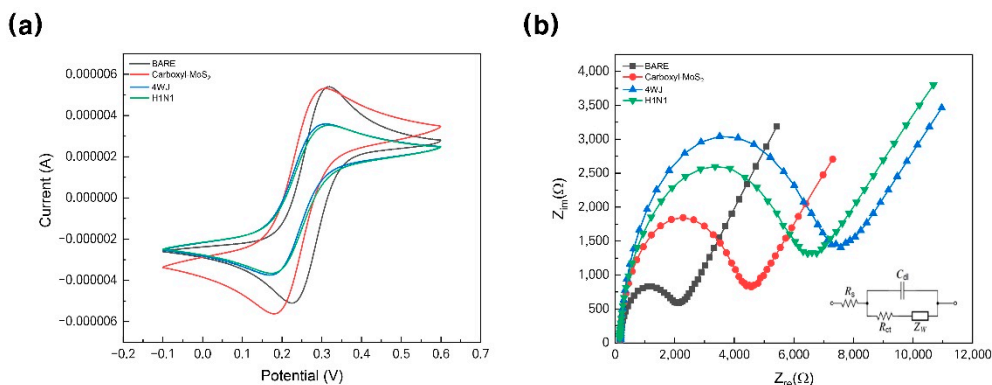 (a)
BARE
Carboxyl-MoS₂
4WJ
H1N1
0.000006
0.000004
0.000002
0.000000
−0.000002
−0.000004
−0.000006
Current (A)
−0.2 −0.1 0.0 0.1 0.2 0.3 0.4 0.5 0.6 0.7
Potential (V)
(b)
BARE
Carboxyl-MoS₂
4WJ
H1N1
3,500
3,000
2,500
2,000
1,500
1,000
500
0
Zim(Ω)
0 2,000 4,000 6,000 8,000 10,000 12,000
Zre(Ω)
Cdl
Rs
Rct
Zw